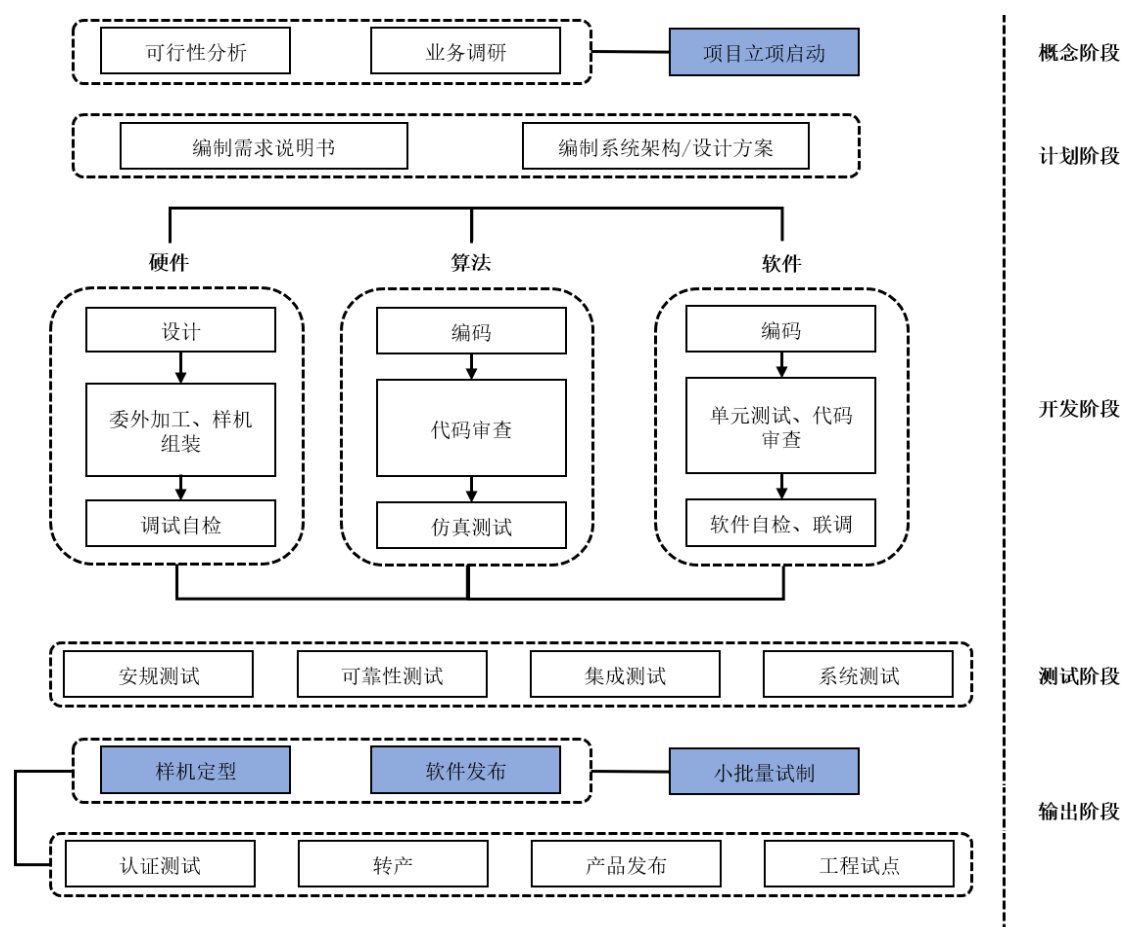 可行性分析
业务调研
项目立项启动
概念阶段
编制需求说明书
编制系统架构/设计方案
计划阶段
硬件
算法
软件
设计
委外加工、样机
组装
调试自检
编码
代码审查
仿真测试
编码
单元测试、代码
审查
软件自检、联调
开发阶段
安规测试
可靠性测试
集成测试
系统测试
测试阶段
样机定型
软件发布
小批量试制
输出阶段
认证测试
转产
产品发布
工程试点